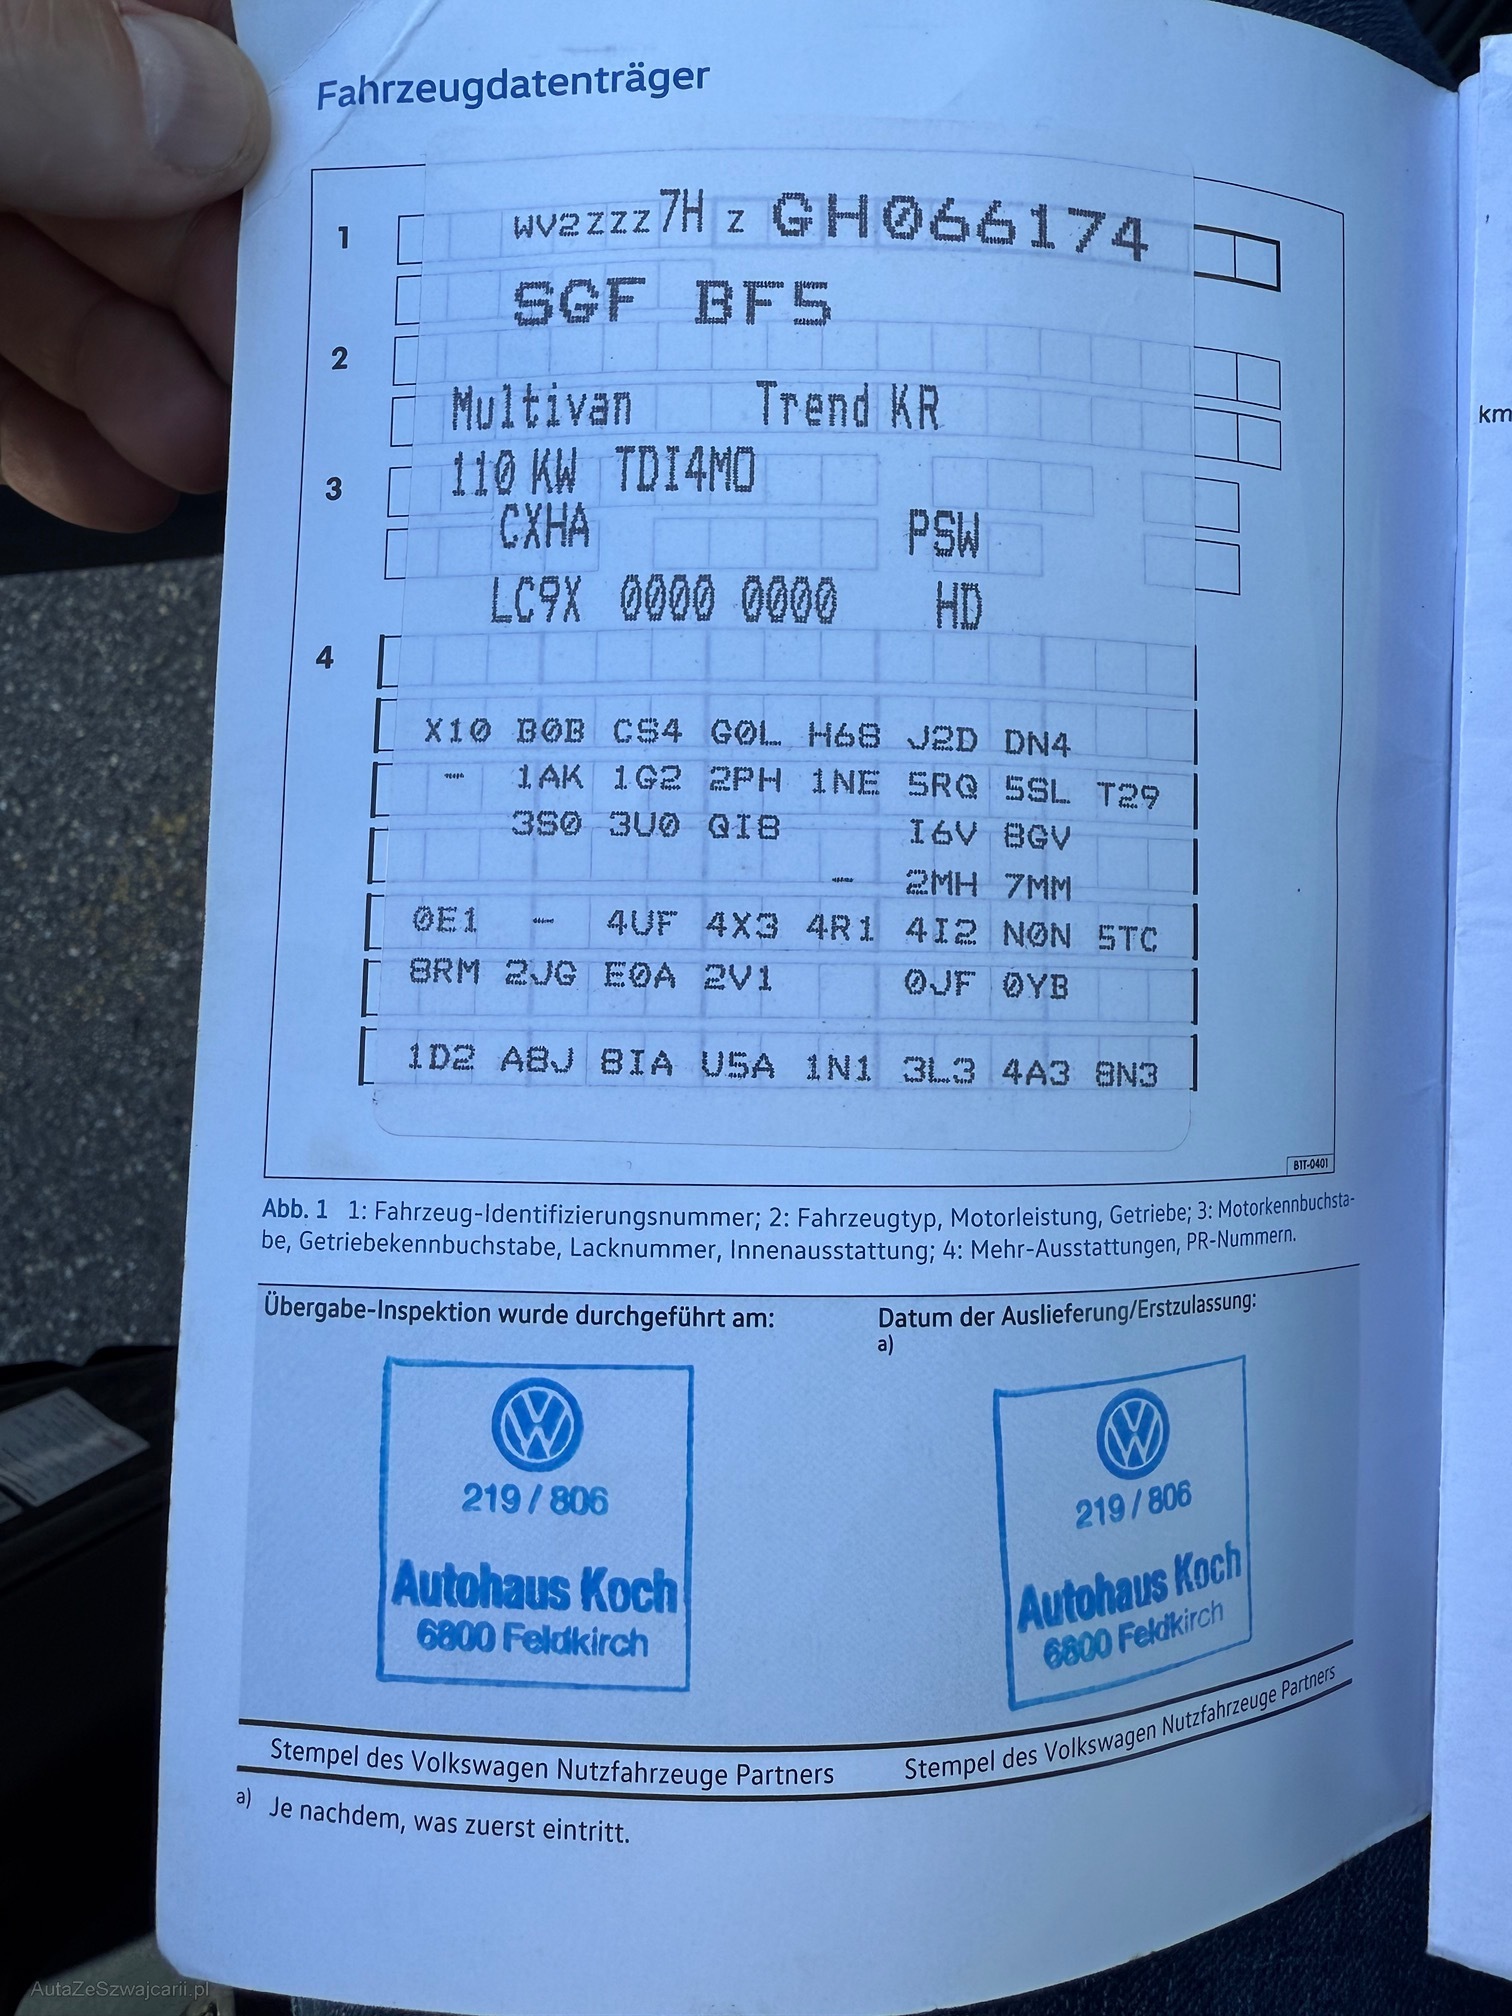 Fahrzeugdatenträger
1 WV2ZZZ7HZGH066174
SGF BF5
2
Multivan Trend KR
110 KW TDI4MO
3
CXHA PSW
LC9X 0000 0000 HD
4
X10 B0B CS4 G0L H68 J2D DN4
- 1AK 1G2 2PH 1NE 5RQ 5SL T29
3S0 3U0 QI8 I6V 8GV
- 2MH 7MM
0E1 - 4UF 4X3 4R1 4I2 N0N 5TC
8RM 2JG E0A 2V1 0JF 0YB
1D2 A8J 8IA U5A 1N1 3L3 4A3 8N3
B1T-0401
Abb. 1 1: Fahrzeug-Identifizierungsnummer; 2: Fahrzeugtyp, Motorleistung, Getriebe; 3: Motorkennbuchsta-
be, Getriebekennbuchstabe, Lacknummer, Innenausstattung; 4: Mehr-Ausstattungen, PR-Nummern.
Übergabe-Inspektion wurde durchgeführt am:
VW
219 / 806
Autohaus Koch
6800 Feldkirch
Stempel des Volkswagen Nutzfahrzeuge Partners
Datum der Auslieferung/Erstzulassung:
a)
VW
219 / 806
Autohaus Koch
6800 Feldkirch
Stempel des Volkswagen Nutzfahrzeuge Partners
a) Je nachdem, was zuerst eintritt.
km
AutaZeSzwajcarii.pl